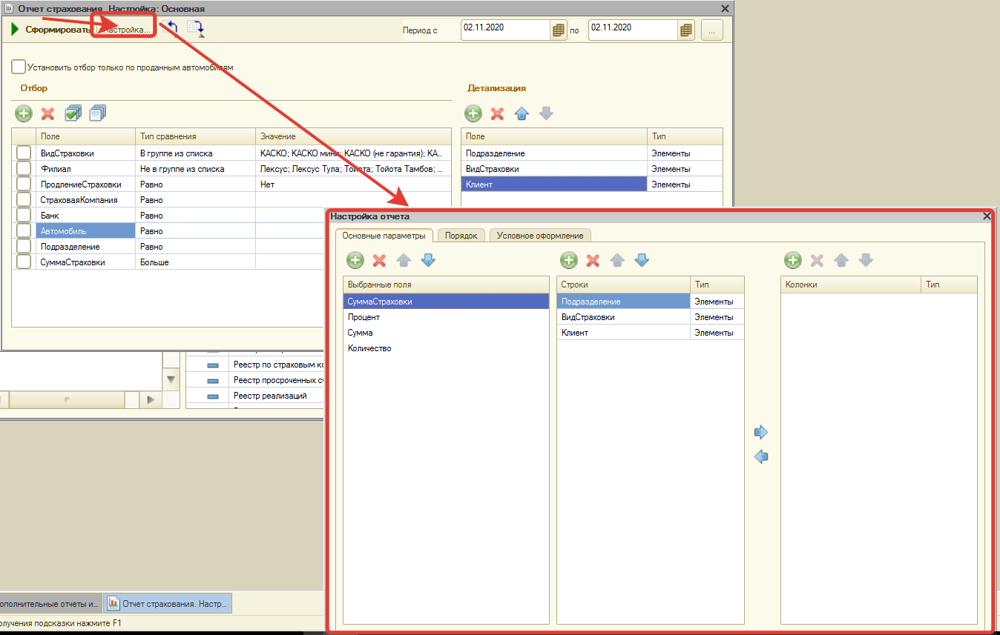 Отчет страхования. Настройка: Основная
Сформировать Настройка... Период с 02.11.2020 по 02.11.2020 ...
Установить отбор только по проданным автомобилям
Отбор
Поле Тип сравнения Значение
ВидСтраховки В группе из списка КАСКО; КАСКО мини; КАСКО (не гарантия); КА...
Филиал Не в группе из списка Лексус; Лексус Тула; Тойота; Тойота Тамбов; ...
ПродлениеСтраховки Равно Нет
СтраховаяКомпания Равно
Банк Равно
Автомобиль Равно
Подразделение Равно
СуммаСтраховки Больше
Детализация
Поле Тип
Подразделение Элементы
ВидСтраховки Элементы
Клиент Элементы
Настройка отчета
Основные параметры Порядок Условное оформление
Выбранные поля
СуммаСтраховки
Процент
Сумма
Количество
Строки Тип
Подразделение Элементы
ВидСтраховки Элементы
Клиент Элементы
Колонки Тип
Реестр по страховым ко
Реестр просроченных сч
Реестр реализаций
ополнительные отчеты и... Отчет страхования. Настр...
олучения подсказки нажмите F1